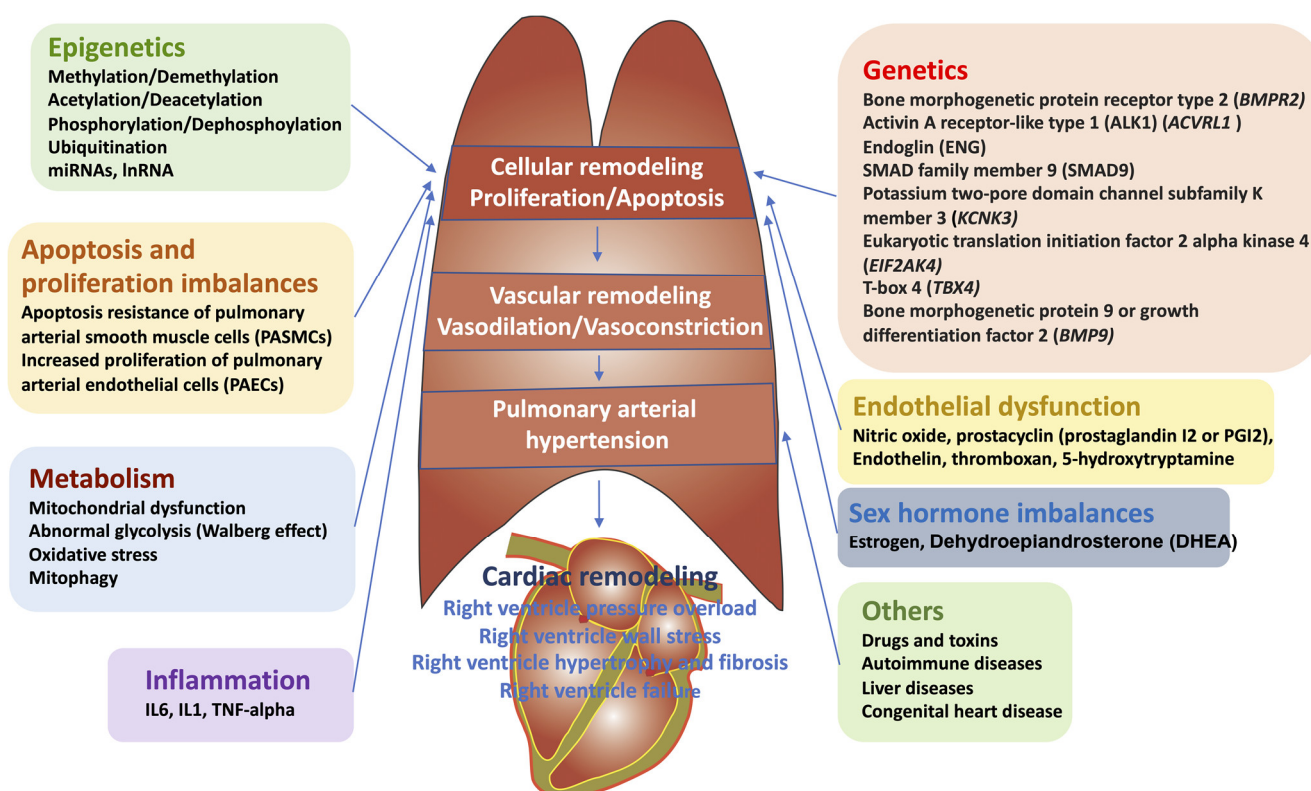 Epigenetics
Methylation/Demethylation
Acetylation/Deacetylation
Phosphorylation/Dephosphoylation
Ubiquitination
miRNAs, lnRNA
Apoptosis and
proliferation imbalances
Apoptosis resistance of pulmonary
arterial smooth muscle cells (PASMCs)
Increased proliferation of pulmonary
arterial endothelial cells (PAECs)
Metabolism
Mitochondrial dysfunction
Abnormal glycolysis (Walberg effect)
Oxidative stress
Mitophagy
Inflammation
IL6, IL1, TNF-alpha
Cellular remodeling
Proliferation/Apoptosis
Vascular remodeling
Vasodilation/Vasoconstriction
Pulmonary arterial
hypertension
Cardiac remodeling
Right ventricle pressure overload
Right ventricle wall stress
Right ventricle hypertrophy and fibrosis
Right ventricle failure
Genetics
Bone morphogenetic protein receptor type 2 (BMPR2)
Activin A receptor-like type 1 (ALK1) (ACVRL1 )
Endoglin (ENG)
SMAD family member 9 (SMAD9)
Potassium two-pore domain channel subfamily K
member 3 (KCNK3)
Eukaryotic translation initiation factor 2 alpha kinase 4
(EIF2AK4)
T-box 4 (TBX4)
Bone morphogenetic protein 9 or growth
differentiation factor 2 (BMP9)
Endothelial dysfunction
Nitric oxide, prostacyclin (prostaglandin I2 or PGI2),
Endothelin, thromboxan, 5-hydroxytryptamine
Sex hormone imbalances
Estrogen, Dehydroepiandrosterone (DHEA)
Others
Drugs and toxins
Autoimmune diseases
Liver diseases
Congenital heart disease